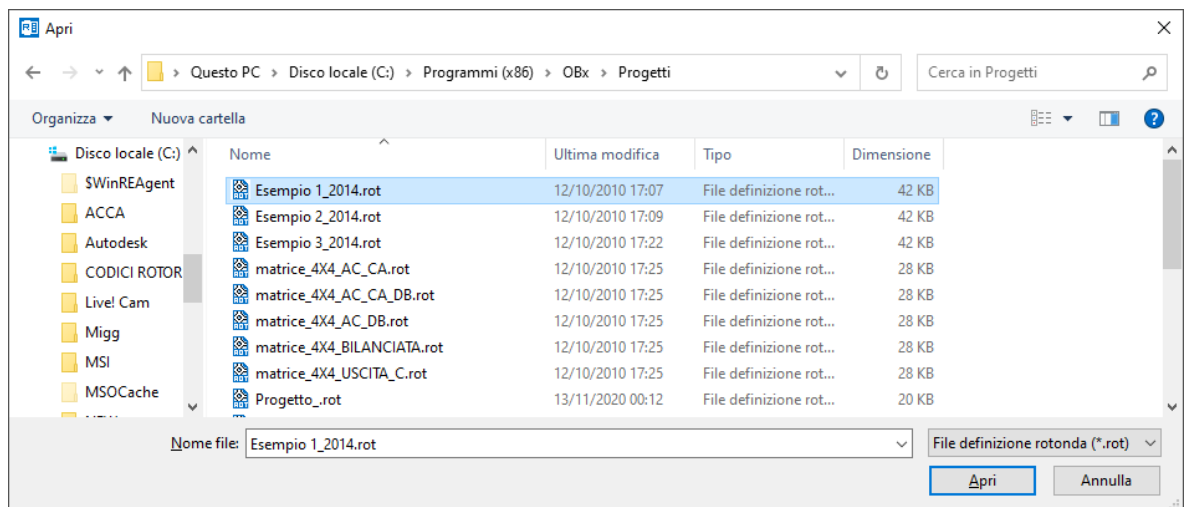 Apri
Questo PC > Disco locale (C:) > Programmi (x86) > OBx > Progetti
Cerca in Progetti
Organizza
Nuova cartella
Disco locale (C:)
$WinREAgent
ACCA
Autodesk
CODICI ROTOR
Live! Cam
Migg
MSI
MSOCache
Nome Ultima modifica Tipo Dimensione
Esempio 1_2014.rot 12/10/2010 17:07 File definizione rot... 42 KB
Esempio 2_2014.rot 12/10/2010 17:09 File definizione rot... 42 KB
Esempio 3_2014.rot 12/10/2010 17:22 File definizione rot... 42 KB
matrice_4X4_AC_CA.rot 12/10/2010 17:25 File definizione rot... 28 KB
matrice_4X4_AC_CA_DB.rot 12/10/2010 17:25 File definizione rot... 28 KB
matrice_4X4_AC_DB.rot 12/10/2010 17:25 File definizione rot... 28 KB
matrice_4X4_BILANCIATA.rot 12/10/2010 17:25 File definizione rot... 28 KB
matrice_4X4_USCITA_C.rot 12/10/2010 17:25 File definizione rot... 28 KB
Progetto_.rot 13/11/2020 00:12 File definizione rot... 20 KB
Nome file: Esempio 1_2014.rot
File definizione rotonda (*.rot)
Apri
Annulla